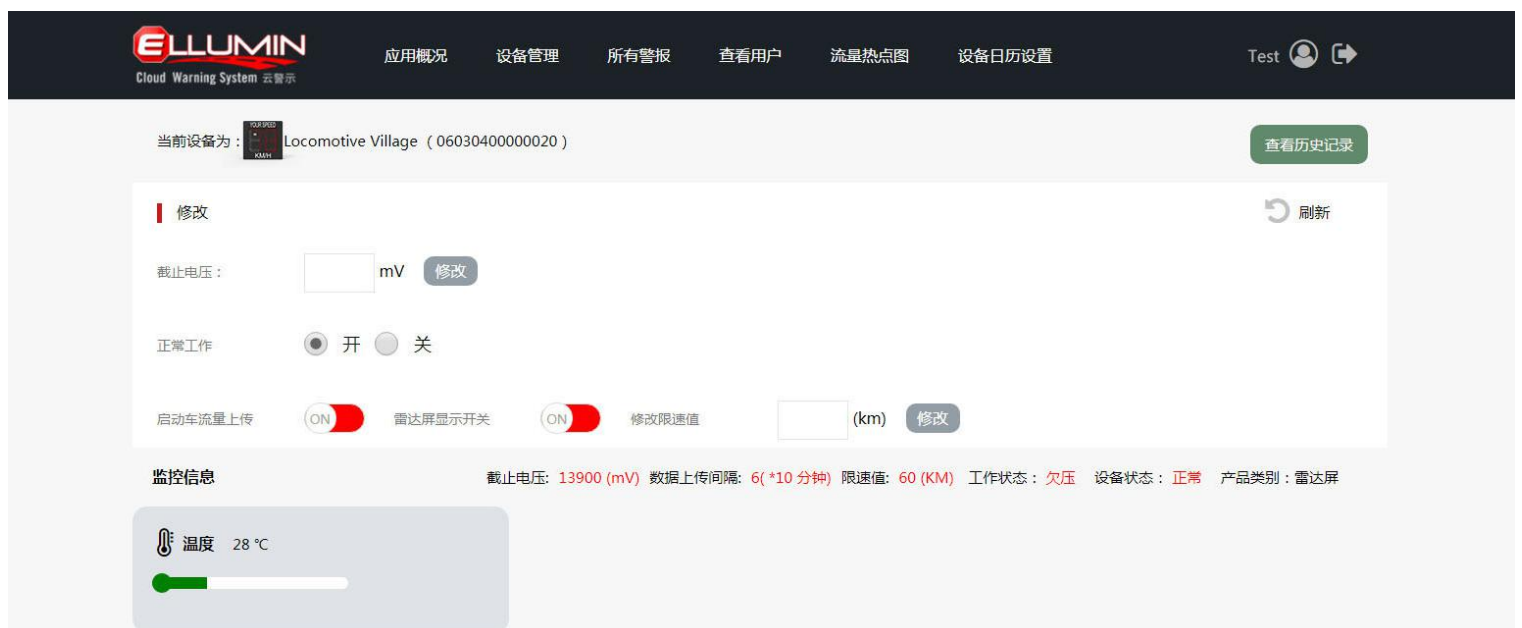 ELLUMIN
Cloud Warning System 云警示
应用概况 设备管理 所有警报 查看用户 流量热点图 设备日历设置 Test
当前设备为: YOUR SPEED KM/H Locomotive Village ( 06030400000020 ) 查看历史记录
修改 刷新
截止电压: mV 修改
正常工作 开 关
启动车流量上传 ON 雷达屏显示开关 ON 修改限速值 (km) 修改
监控信息 截止电压: 13900 (mV) 数据上传间隔: 6( *10 分钟) 限速值: 60 (KM) 工作状态: 欠压 设备状态: 正常 产品类别: 雷达屏
温度 28 ℃